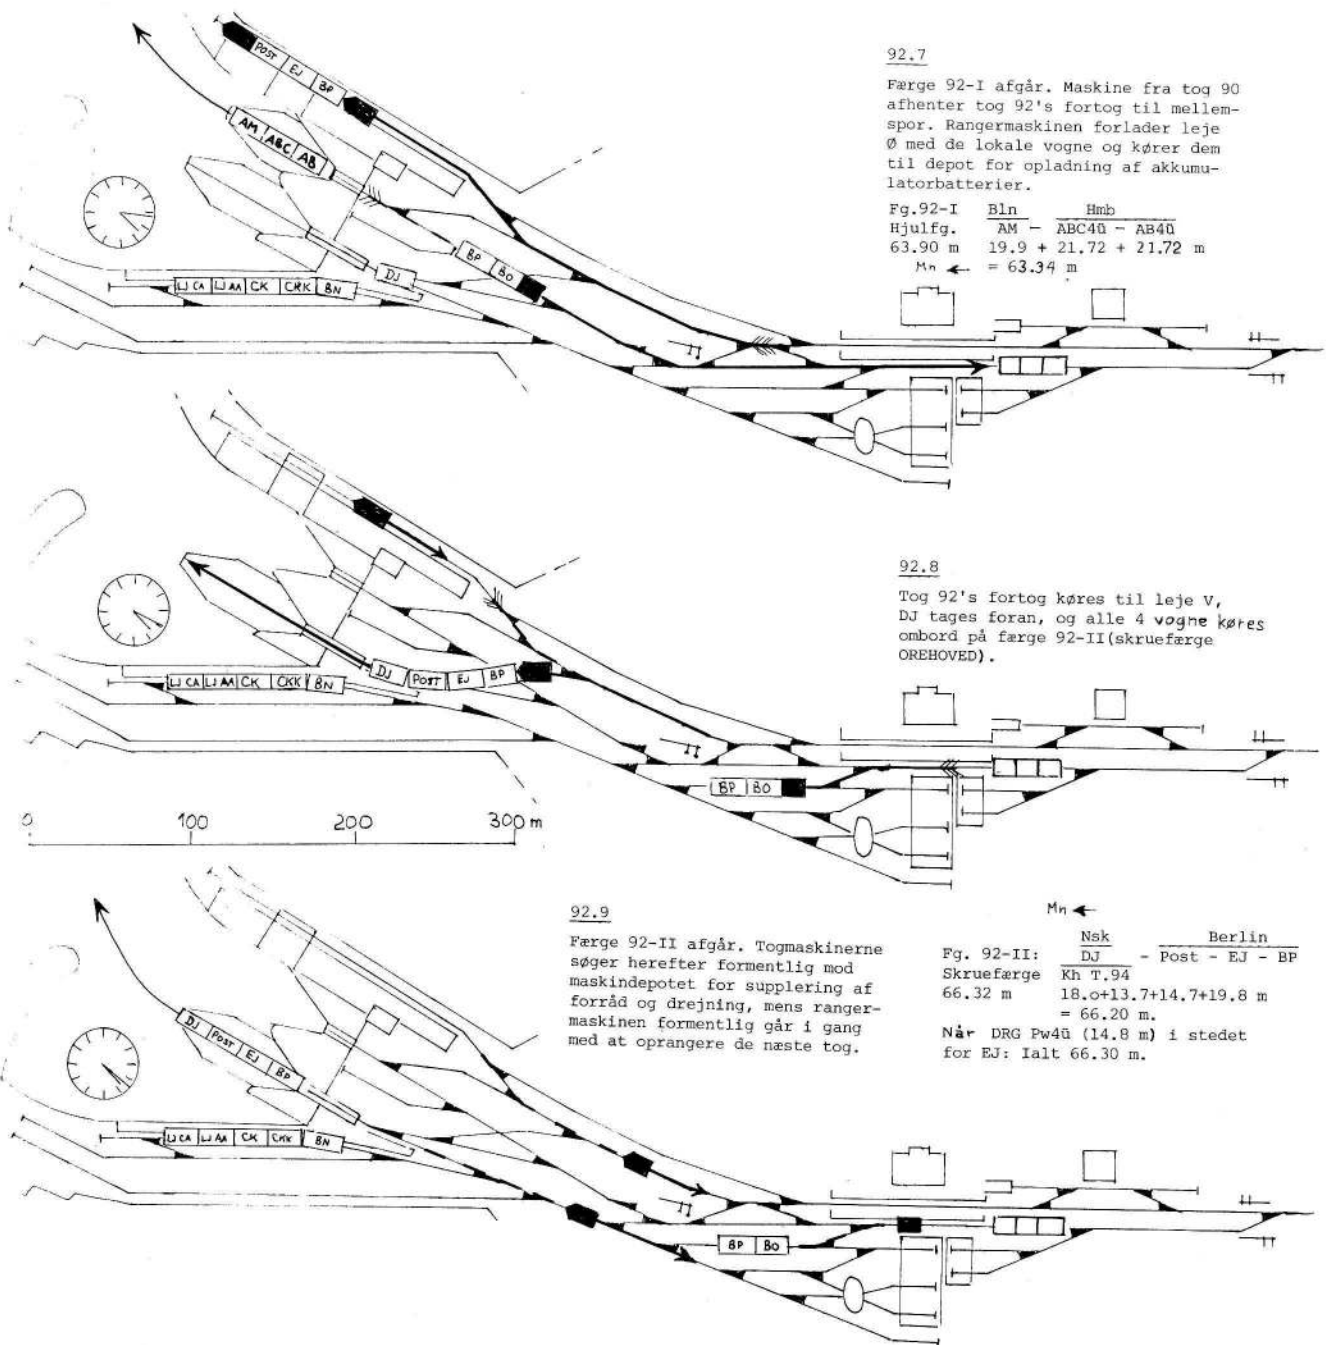 92.7
Færge 92-I afgår. Maskine fra tog 90
afhenter tog 92's fortog til mellem-
spor. Rangermaskinen forlader leje
Ø med de lokale vogne og kører dem
til depot for opladning af akkumu-
latorbatterier.
Fg.92-I Bln Hmb
Hjulfg. AM - ABC4ü - AB4ü
63.90 m 19.9 + 21.72 + 21.72 m
Mn ← = 63.34 m
POST EJ BP
AM ABC AB
BP BO
DJ
LJ CA LJ AA CK CKK BN
92.8
Tog 92's fortog køres til leje V,
DJ tages foran, og alle 4 vogne køres
ombord på færge 92-II(skruefærge
OREHOVED).
DJ POST EJ BP
LJ CA LJ AA CK CKK BN
BP BO
0 100 200 300 m
92.9
Færge 92-II afgår. Togmaskinerne
søger herefter formentlig mod
maskindepotet for supplering af
forråd og drejning, mens ranger-
maskinen formentlig går i gang
med at oprangere de næste tog.
Mn ←
Nsk Berlin
Fg. 92-II: DJ - Post - EJ - BP
Skruefærge Kh T.94
66.32 m 18.o+13.7+14.7+19.8 m
= 66.20 m.
Når DRG Pw4ü (14.8 m) i stedet
for EJ: Ialt 66.30 m.
DJ POST EJ BP
LJ CA LJ AA CK CKK BN
BP BO